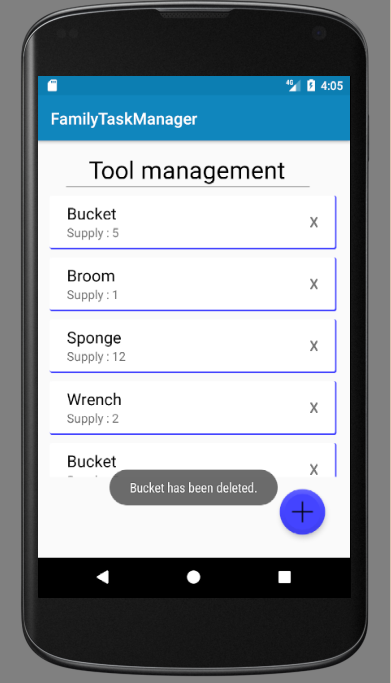 4G 4:05
FamilyTaskManager
Tool management
Bucket
X
Supply : 5
Broom
X
Supply : 1
Sponge
X
Supply : 12
Wrench
X
Supply : 2
Bucket
X
Bucket has been deleted.